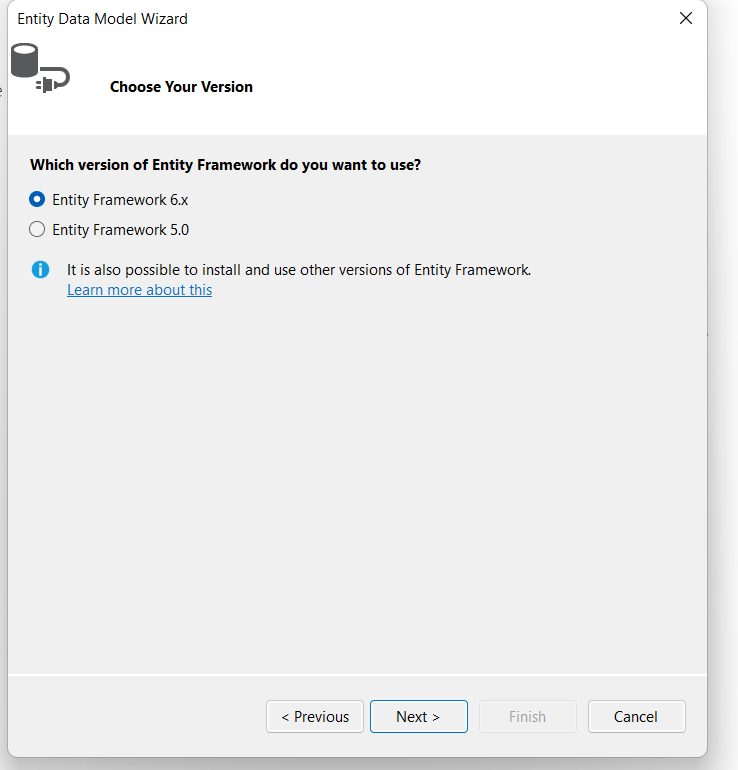 Entity Data Model Wizard
Choose Your Version
Which version of Entity Framework do you want to use?
Entity Framework 6.x
Entity Framework 5.0
It is also possible to install and use other versions of Entity Framework.
Learn more about this
< Previous
Next >
Finish
Cancel